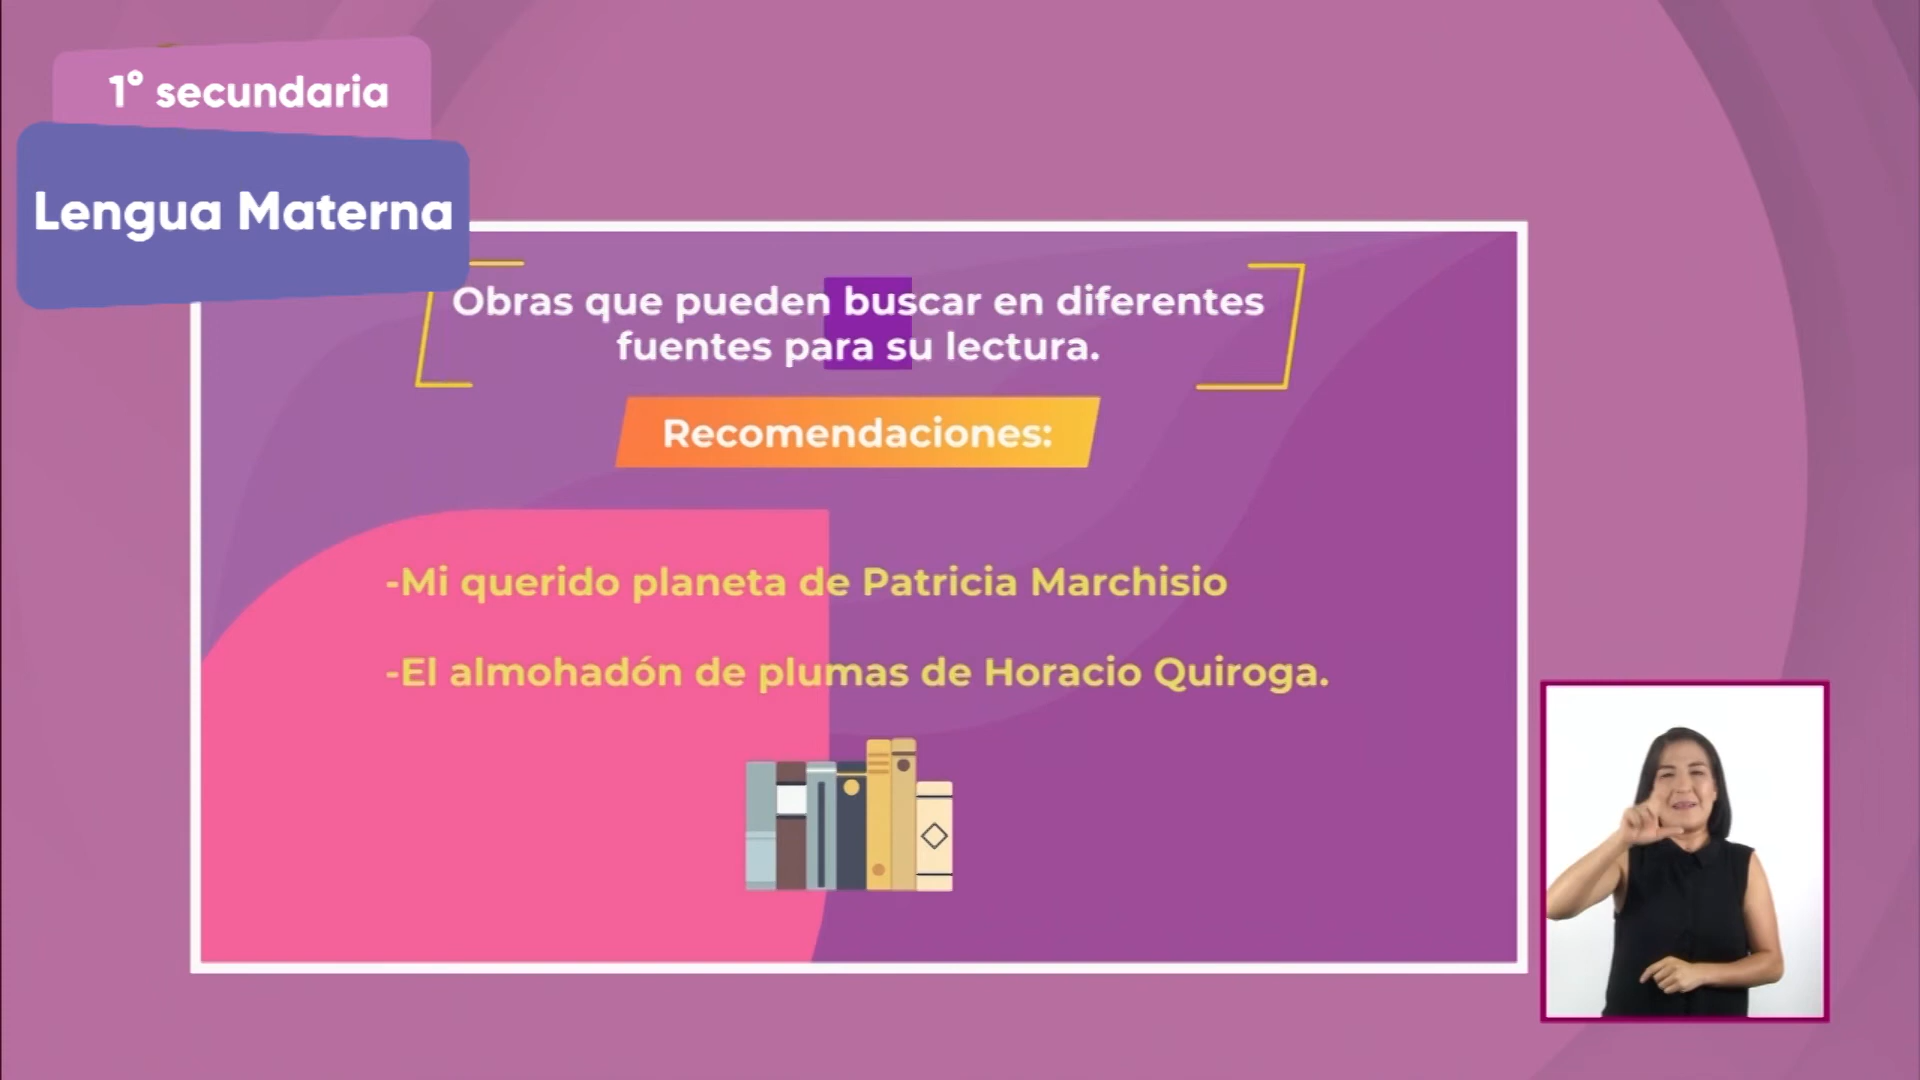 1° secundaria
Lengua Materna
Obras que pueden buscar en diferentes
fuentes para su lectura.
Recomendaciones:
-Mi querido planeta de Patricia Marchisio
-El almohadón de plumas de Horacio Quiroga.